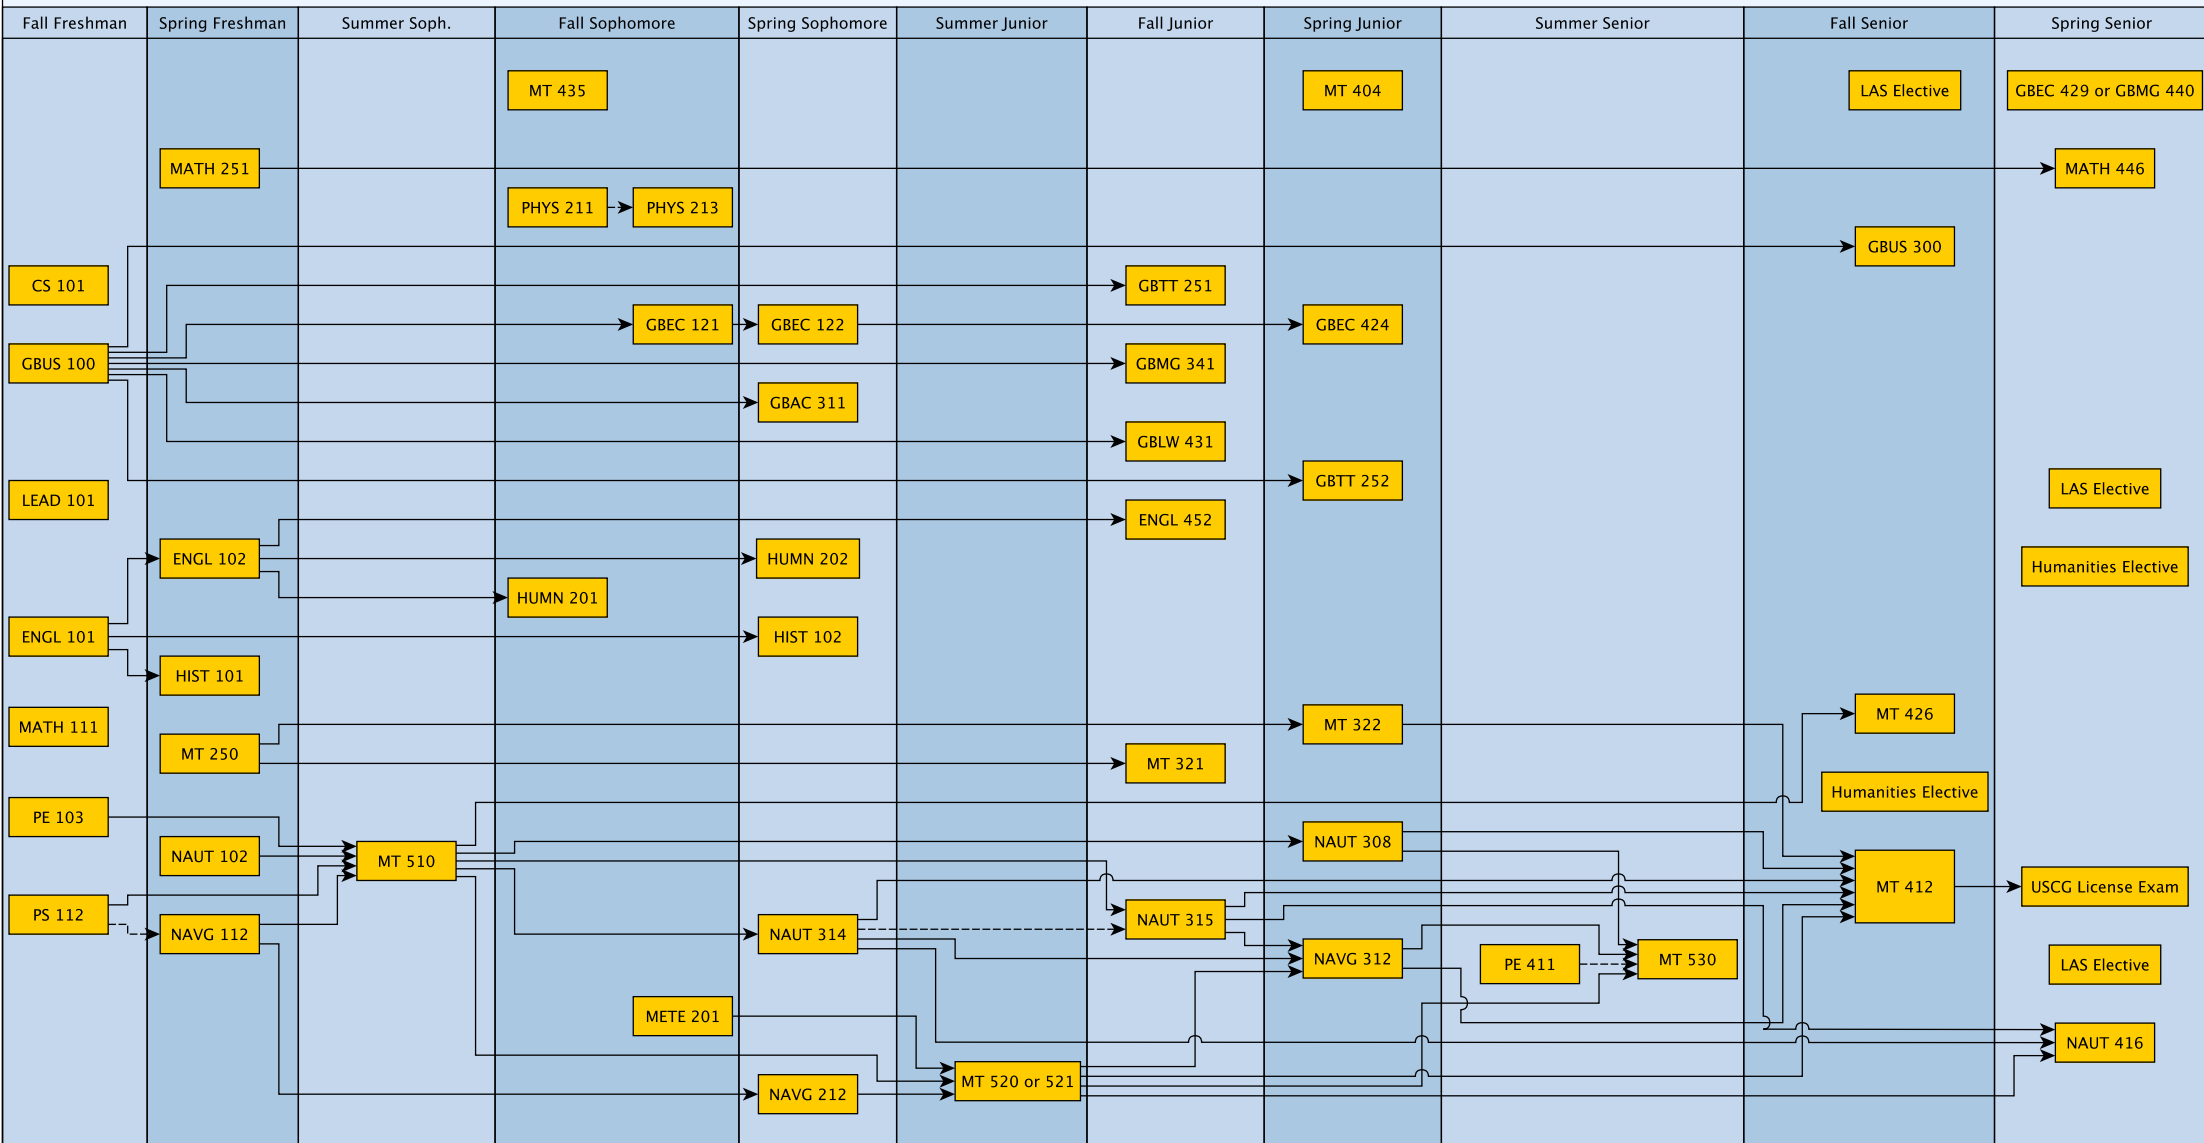 Fall Freshman
Spring Freshman
Summer Soph.
Fall Sophomore
Spring Sophomore
Summer Junior
Fall Junior
Spring Junior
Summer Senior
Fall Senior
Spring Senior
MT 435
MT 404
LAS Elective
GBEC 429 or GBMG 440
MATH 251
MATH 446
PHYS 211
PHYS 213
GBUS 300
CS 101
GBTT 251
GBEC 121
GBEC 122
GBEC 424
GBUS 100
GBMG 341
GBAC 311
GBLW 431
GBTT 252
LAS Elective
LEAD 101
ENGL 452
ENGL 102
HUMN 202
Humanities Elective
HUMN 201
ENGL 101
HIST 102
HIST 101
MT 426
MATH 111
MT 322
MT 250
MT 321
Humanities Elective
PE 103
NAUT 308
NAUT 102
MT 510
MT 412
USCG License Exam
PS 112
NAUT 315
NAVG 112
NAUT 314
NAVG 312
PE 411
MT 530
LAS Elective
METE 201
NAUT 416
MT 520 or 521
NAVG 212